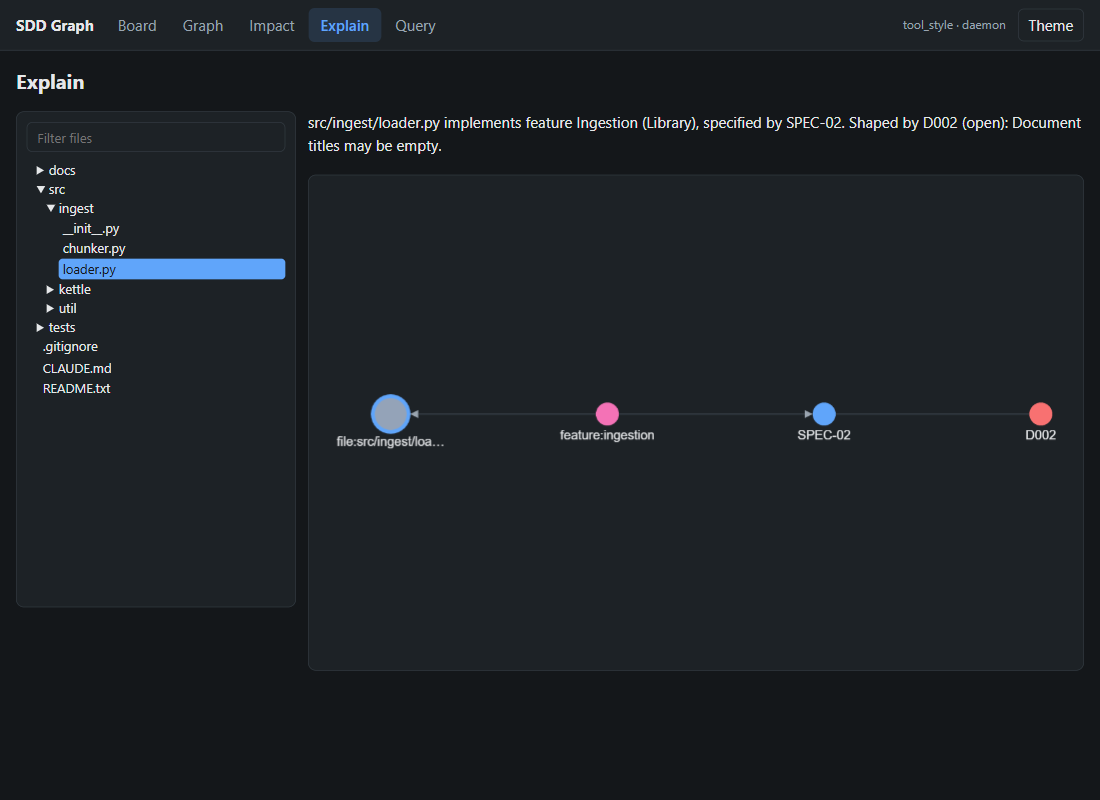 SDD Graph
Board
Graph
Impact
Explain
Query
tool_style · daemon
Theme
Explain
Filter files
docs
src
ingest
__init__.py
chunker.py
loader.py
kettle
util
tests
.gitignore
CLAUDE.md
README.txt
src/ingest/loader.py implements feature Ingestion (Library), specified by SPEC-02. Shaped by D002 (open): Document
titles may be empty.
file:src/ingest/loa…
feature:ingestion
SPEC-02
D002